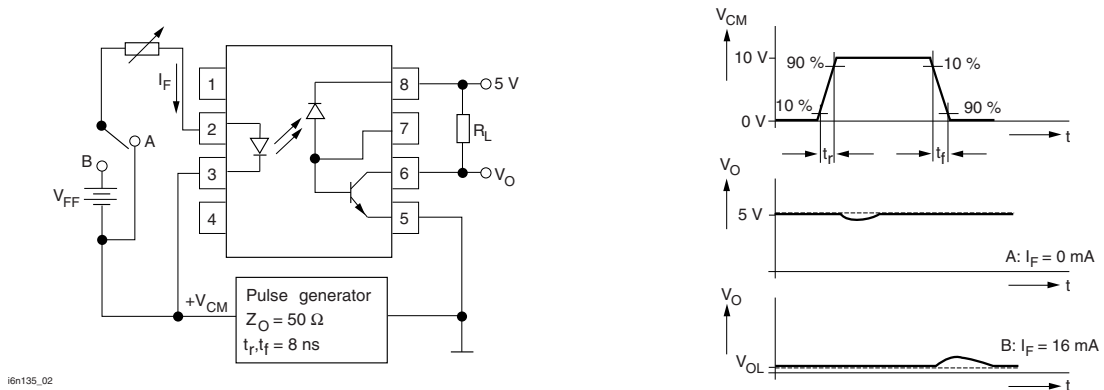 I_F
1
2
3
4
8
7
6
5
5 V
R_L
V_O
A
B
V_FF
+V_CM
Pulse generator
Z_O = 50 Ω
t_r,t_f = 8 ns
i6n135_02
V_CM
10 V
90 %
10 %
10 %
90 %
0 V
t
t_r
t_f
V_O
5 V
A: I_F = 0 mA
t
V_O
B: I_F = 16 mA
V_OL
t